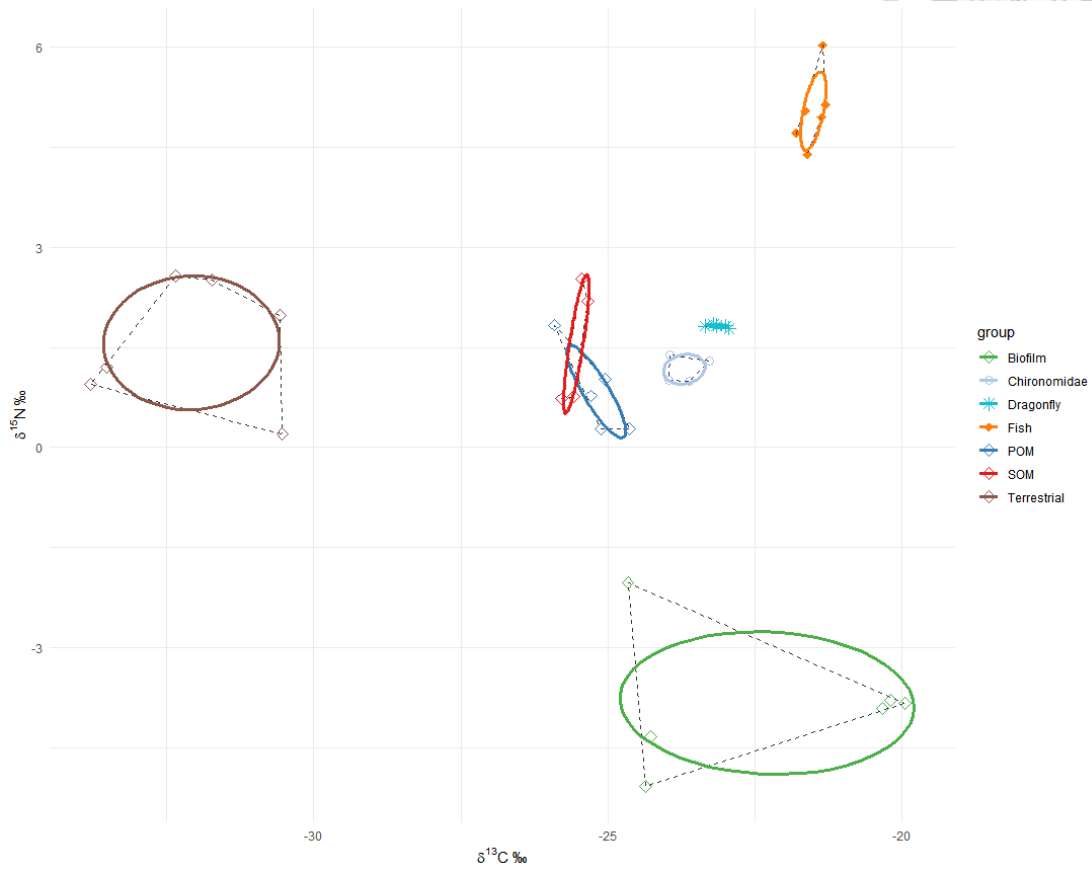 6
3
0
-3
δ15N ‰
-30
-25
-20
δ13C ‰
group
Biofilm
Chironomidae
Dragonfly
Fish
POM
SOM
Terrestrial